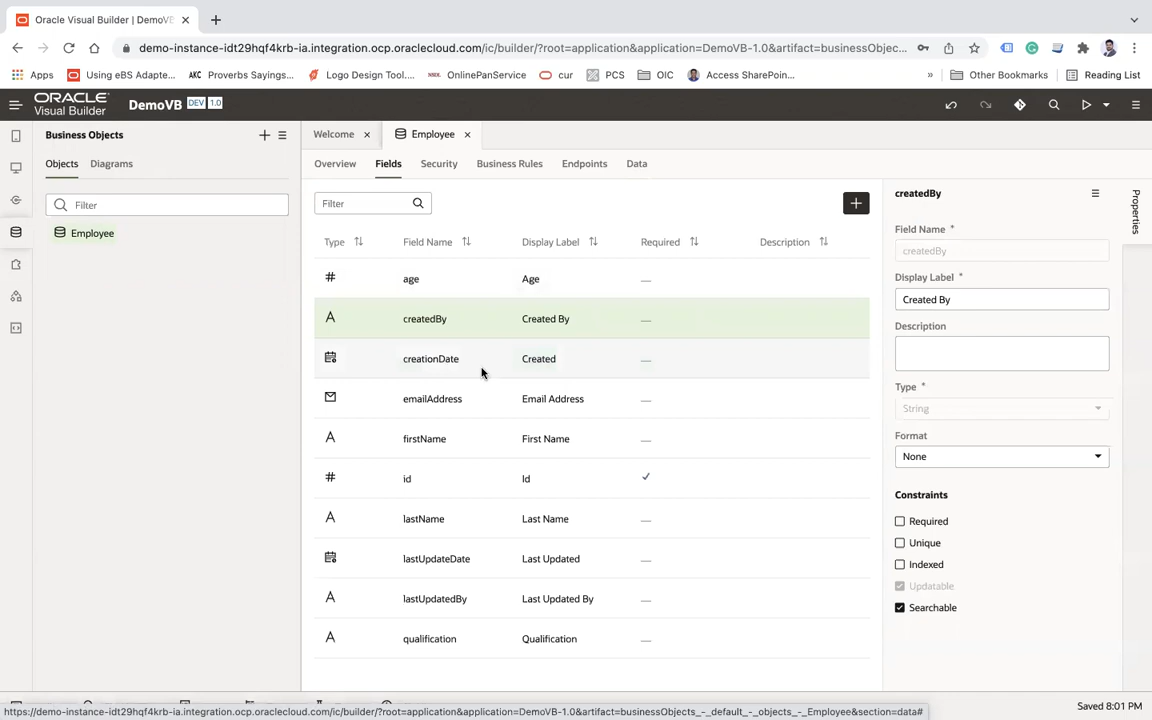 Oracle Visual Builder | DemoVB
demo-instance-idt29hqf4krb-ia.integration.ocp.oraclecloud.com/ic/builder/?root=application&application=DemoVB-1.0&artifact=businessObjec...
Apps
Using eBS Adapte...
AKC
Proverbs Sayings...
Logo Design Tool....
OnlinePanService
cur
PCS
OIC
Access SharePoin...
»
Other Bookmarks
Reading List
ORACLE
Visual Builder
DemoVB
DEV
1.0
Business Objects
Welcome
Employee
Objects
Diagrams
Overview
Fields
Security
Business Rules
Endpoints
Data
Filter
Employee
Filter
Type
Field Name
Display Label
Required
Description
age
Age
A
createdBy
Created By
creationDate
Created
emailAddress
Email Address
A
firstName
First Name
#
id
Id
A
lastName
Last Name
lastUpdateDate
Last Updated
A
lastUpdatedBy
Last Updated By
A
qualification
Qualification
createdBy
Field Name *
createdBy
Display Label *
Created By
Description
Type *
String
Format
None
Constraints
Required
Unique
Indexed
Updatable
Searchable
Properties
https://demo-instance-idt29hqf4krb-ia.integration.ocp.oraclecloud.com/ic/builder/?root=application&application=DemoVB-1.0&artifact=businessObjects_-_default_-_objects_-_Employee&section=data#
Saved 8:01 PM